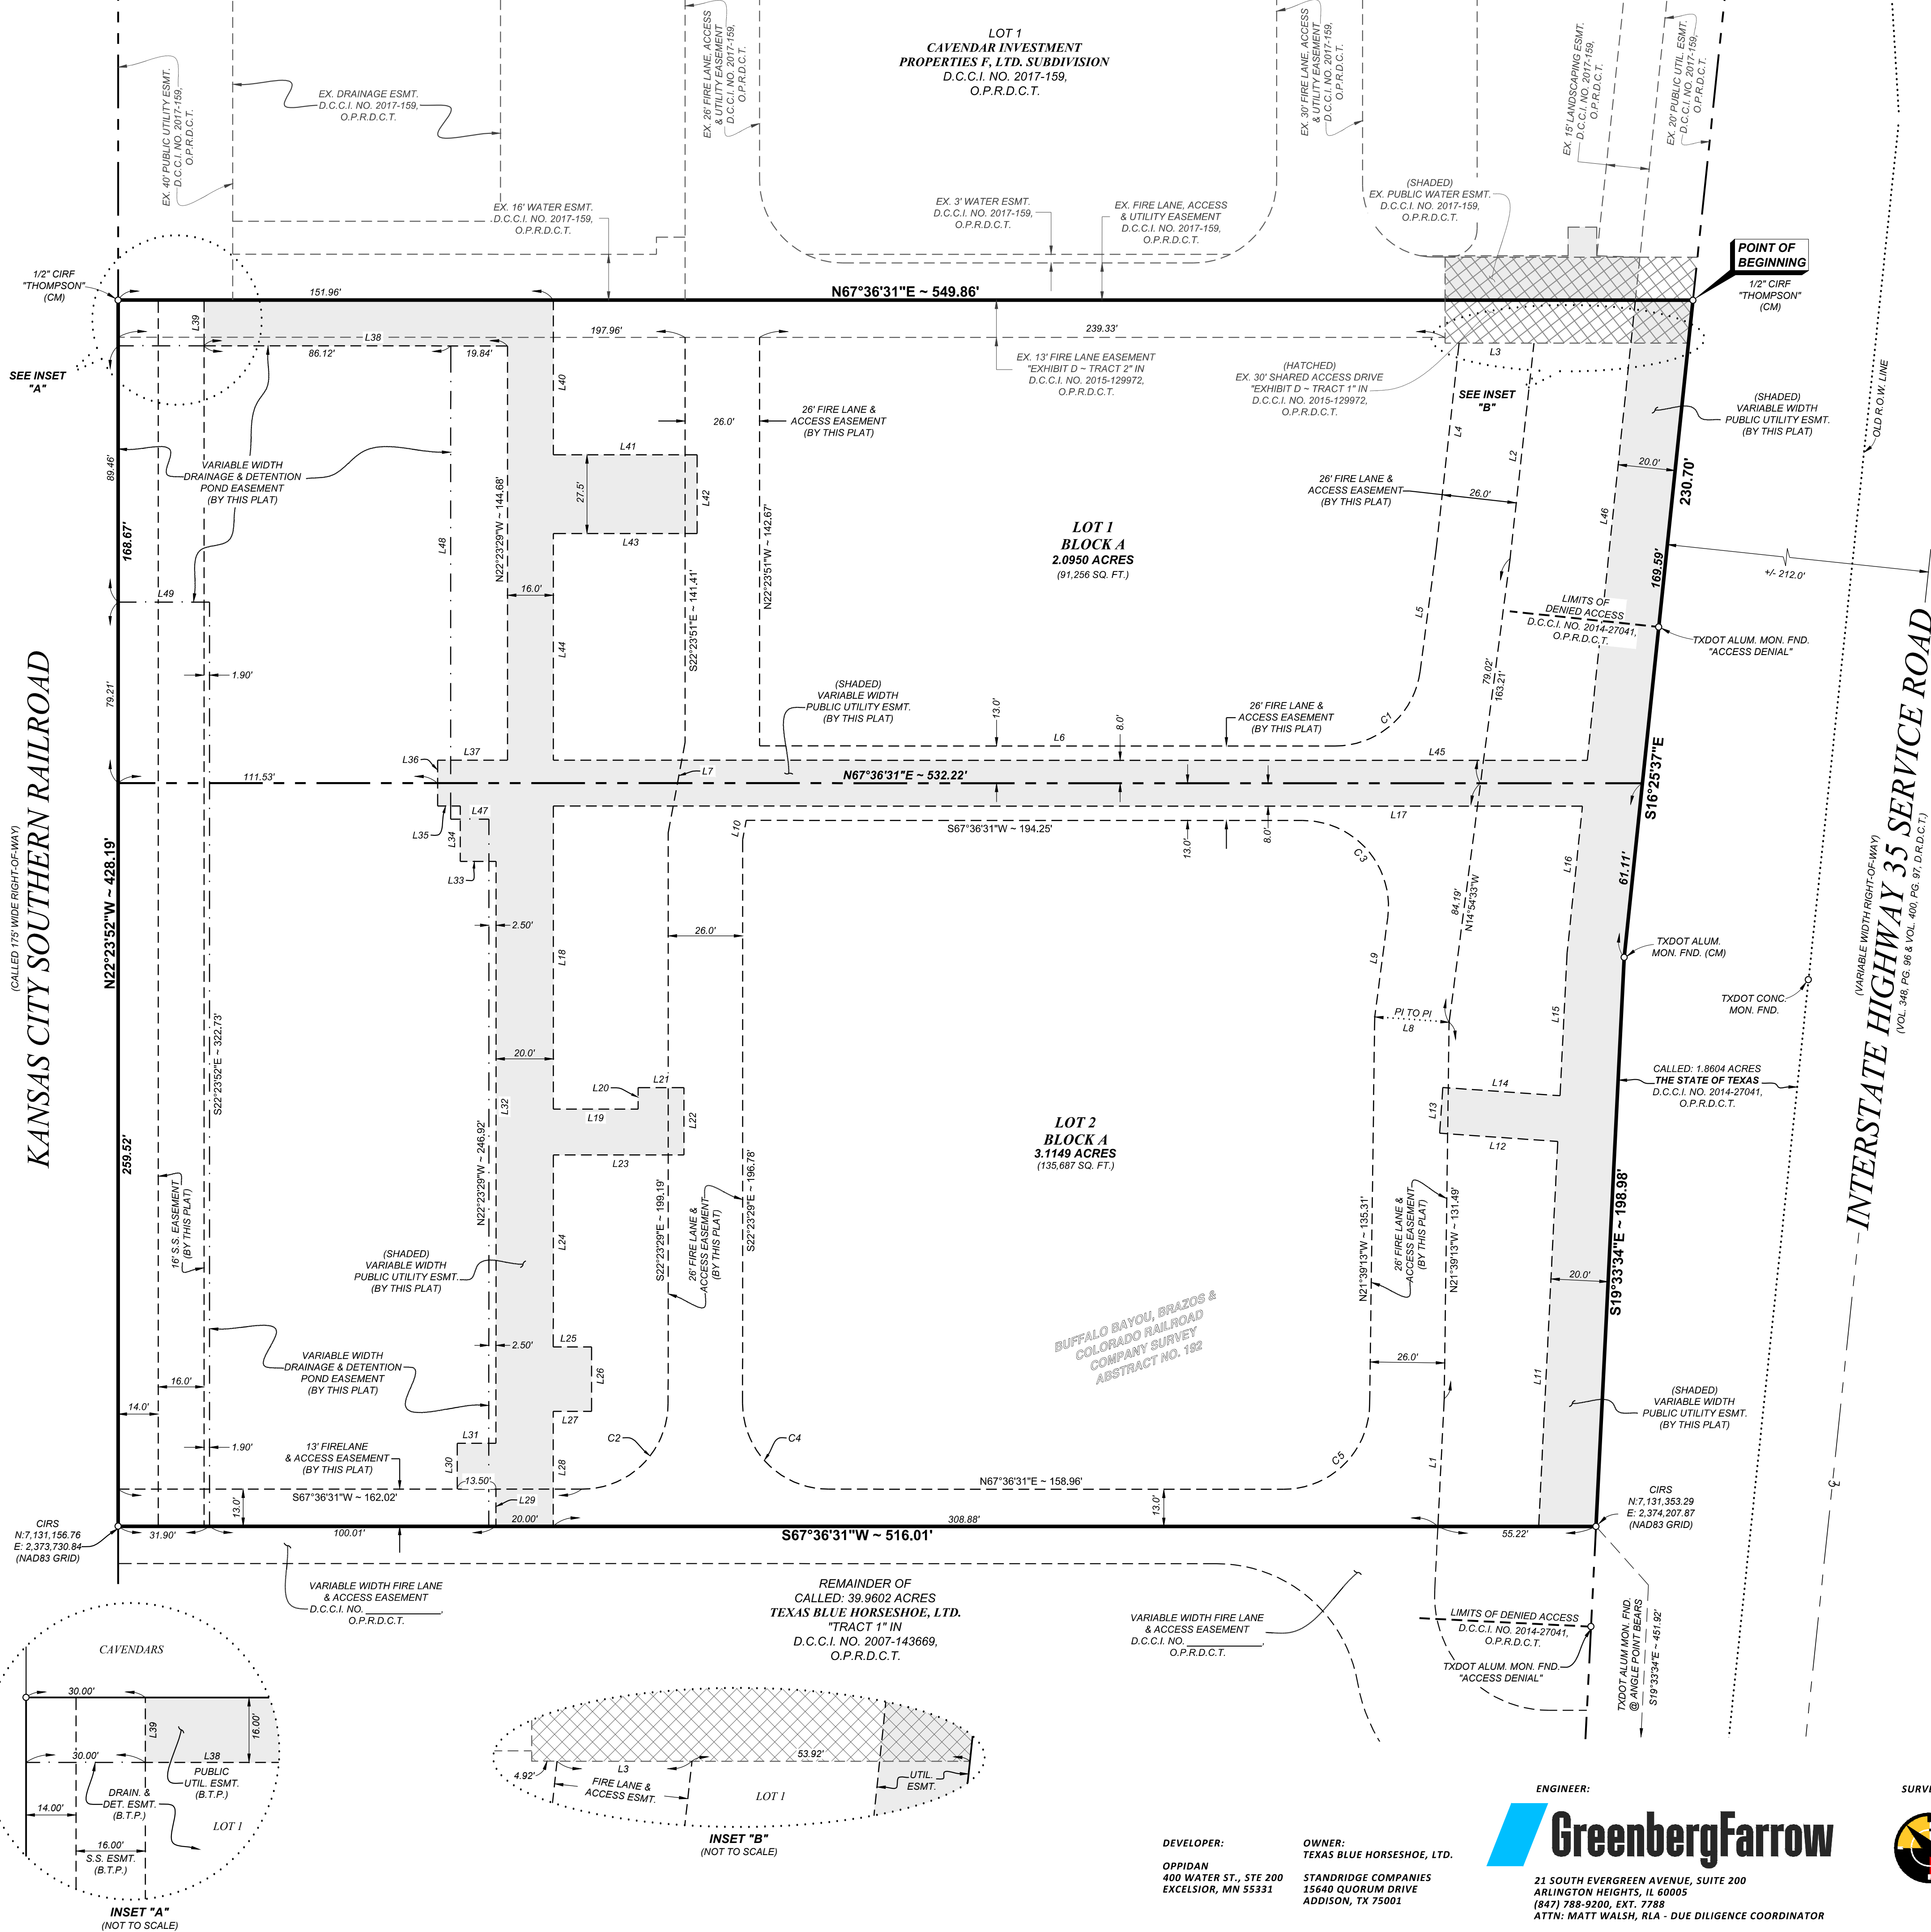 LOT 1
CAVENDAR INVESTMENT
PROPERTIES F, LTD. SUBDIVISION
D.C.C.I. NO. 2017-159,
O.P.R.D.C.T.
EX. 40' PUBLIC UTILITY ESMT.
D.C.C.I. NO. 2017-159,
O.P.R.D.C.T.
EX. DRAINAGE ESMT.
D.C.C.I. NO. 2017-159,
O.P.R.D.C.T.
EX. 26' FIRE LANE, ACCESS
& UTILITY EASEMENT
D.C.C.I. NO. 2017-159,
O.P.R.D.C.T.
EX. 30' FIRE LANE, ACCESS
& UTILITY EASEMENT
D.C.C.I. NO. 2017-159,
O.P.R.D.C.T.
EX. 15' LANDSCAPING ESMT.
D.C.C.I. NO. 2017-159,
O.P.R.D.C.T.
EX. 20' PUBLIC UTIL. ESMT.
D.C.C.I. NO. 2017-159,
O.P.R.D.C.T.
EX. 16' WATER ESMT.
D.C.C.I. NO. 2017-159,
O.P.R.D.C.T.
EX. 3' WATER ESMT.
D.C.C.I. NO. 2017-159,
O.P.R.D.C.T.
EX. FIRE LANE, ACCESS
& UTILITY EASEMENT
D.C.C.I. NO. 2017-159,
O.P.R.D.C.T.
(SHADED)
EX. PUBLIC WATER ESMT.
D.C.C.I. NO. 2017-159,
O.P.R.D.C.T.
POINT OF
BEGINNING
1/2" CIRF
"THOMPSON"
(CM)
1/2" CIRF
"THOMPSON"
(CM)
151.96'
N67°36'31"E ~ 549.86'
L39
L38
197.96'
239.33'
86.12'
19.84'
L3
SEE INSET
"A"
SEE INSET
"B"
EX. 13' FIRE LANE EASEMENT
"EXHIBIT D ~ TRACT 2" IN
D.C.C.I. NO. 2015-129972,
O.P.R.D.C.T.
(HATCHED)
EX. 30' SHARED ACCESS DRIVE
"EXHIBIT D ~ TRACT 1" IN
D.C.C.I. NO. 2015-129972,
O.P.R.D.C.T.
OLD R.O.W. LINE
L40
26.0'
26' FIRE LANE &
ACCESS EASEMENT
(BY THIS PLAT)
(SHADED)
VARIABLE WIDTH
PUBLIC UTILITY ESMT.
(BY THIS PLAT)
L4
L2
L41
20.0'
89.46'
VARIABLE WIDTH
DRAINAGE & DETENTION
POND EASEMENT
(BY THIS PLAT)
27.5'
L42
26' FIRE LANE &
ACCESS EASEMENT
(BY THIS PLAT)
26.0'
230.70'
L46
N22°23'29"W ~ 144.68'
N22°23'51"W ~ 142.67'
LOT 1
BLOCK A
2.0950 ACRES
(91,256 SQ. FT.)
168.67'
L48
L43
169.59'
+/- 212.0'
16.0'
L49
S22°23'51"E ~ 141.41'
L5
LIMITS OF
DENIED ACCESS
D.C.C.I. NO. 2014-27041,
O.P.R.D.C.T.
TXDOT ALUM. MON. FND.
"ACCESS DENIAL"
L44
1.90'
79.21'
79.02'
163.21'
(SHADED)
VARIABLE WIDTH
PUBLIC UTILITY ESMT.
(BY THIS PLAT)
13.0'
8.0'
26' FIRE LANE &
ACCESS EASEMENT
(BY THIS PLAT)
C1
L6
L45
L37
L36
L7
111.53'
N67°36'31"E ~ 532.22'
S16°25'37"E
L35
L47
L34
L33
L10
S67°36'31"W ~ 194.25'
13.0'
8.0'
L17
C3
L16
61.11'
KANSAS CITY SOUTHERN RAILROAD
(CALLED 175' WIDE RIGHT-OF-WAY)
N22°23'52"W ~ 428.19'
INTERSTATE HIGHWAY 35 SERVICE ROAD
(VARIABLE WIDTH RIGHT-OF-WAY)
(VOL. 348, PG. 96 & VOL. 400, PG. 97, D.R.D.C.T.)
2.50'
26.0'
L18
L9
84.19'
N14°54'33"W
TXDOT ALUM.
MON. FND. (CM)
TXDOT CONC.
MON. FND.
S22°23'52"E ~ 322.73'
PI TO PI
L8
L15
20.0'
L32
L20
L21
L19
L22
L14
L13
L12
CALLED: 1.8604 ACRES
THE STATE OF TEXAS
D.C.C.I. NO. 2014-27041,
O.P.R.D.C.T.
N22°23'29"W ~ 246.92'
LOT 2
BLOCK A
3.1149 ACRES
(135,687 SQ. FT.)
259.52'
L23
16' S.S. EASEMENT
(BY THIS PLAT)
S22°23'29"E ~ 199.19'
26' FIRE LANE &
ACCESS EASEMENT
(BY THIS PLAT)
S22°23'29"E ~ 196.78'
N21°39'13"W ~ 135.31'
26' FIRE LANE &
ACCESS EASEMENT
(BY THIS PLAT)
N21°39'13"W ~ 131.49'
S19°33'34"E ~ 198.98'
L24
(SHADED)
VARIABLE WIDTH
PUBLIC UTILITY ESMT.
(BY THIS PLAT)
20.0'
BUFFALO BAYOU, BRAZOS &
COLORADO RAILROAD
COMPANY SURVEY
ABSTRACT NO. 192
L25
2.50'
L26
L27
VARIABLE WIDTH
DRAINAGE & DETENTION
POND EASEMENT
(BY THIS PLAT)
16.0'
14.0'
26.0'
L11
(SHADED)
VARIABLE WIDTH
PUBLIC UTILITY ESMT.
(BY THIS PLAT)
1.90'
13' FIRELANE
& ACCESS EASEMENT
(BY THIS PLAT)
L31
L30
L28
C2
C4
C5
L1
13.50'
S67°36'31"W ~ 162.02'
L29
N67°36'31"E ~ 158.96'
13.0'
13.0'
CIRS
N:7,131,156.76
E: 2,373,730.84
(NAD83 GRID)
31.90'
100.01'
20.00'
308.88'
S67°36'31"W ~ 516.01'
55.22'
CIRS
N:7,131,353.29
E: 2,374,207.87
(NAD83 GRID)
VARIABLE WIDTH FIRE LANE
& ACCESS EASEMENT
D.C.C.I. NO. ____________,
O.P.R.D.C.T.
REMAINDER OF
CALLED: 39.9602 ACRES
TEXAS BLUE HORSESHOE, LTD.
"TRACT 1" IN
D.C.C.I. NO. 2007-143669,
O.P.R.D.C.T.
VARIABLE WIDTH FIRE LANE
& ACCESS EASEMENT
D.C.C.I. NO. ____________,
O.P.R.D.C.T.
LIMITS OF DENIED ACCESS
D.C.C.I. NO. 2014-27041,
O.P.R.D.C.T.
TXDOT ALUM. MON. FND.
"ACCESS DENIAL"
TXDOT ALUM MON. FND.
@ ANGLE POINT BEARS
S19°33'34"E ~ 451.92'
CAVENDARS
30.00'
L39
16.00'
30.00'
L38
PUBLIC
UTIL. ESMT.
(B.T.P.)
DRAIN. &
DET. ESMT.
(B.T.P.)
14.00'
LOT 1
16.00'
S.S. ESMT.
(B.T.P.)
INSET "A"
(NOT TO SCALE)
53.92'
4.92'
L3
FIRE LANE &
ACCESS ESMT.
UTIL.
ESMT.
LOT 1
INSET "B"
(NOT TO SCALE)
DEVELOPER:
OPPIDAN
400 WATER ST., STE 200
EXCELSIOR, MN 55331
OWNER:
TEXAS BLUE HORSESHOE, LTD.
STANDRIDGE COMPANIES
15640 QUORUM DRIVE
ADDISON, TX 75001
ENGINEER:
GreenbergFarrow
21 SOUTH EVERGREEN AVENUE, SUITE 200
ARLINGTON HEIGHTS, IL 60005
(847) 788-9200, EXT. 7788
ATTN: MATT WALSH, RLA - DUE DILIGENCE COORDINATOR
SURVE